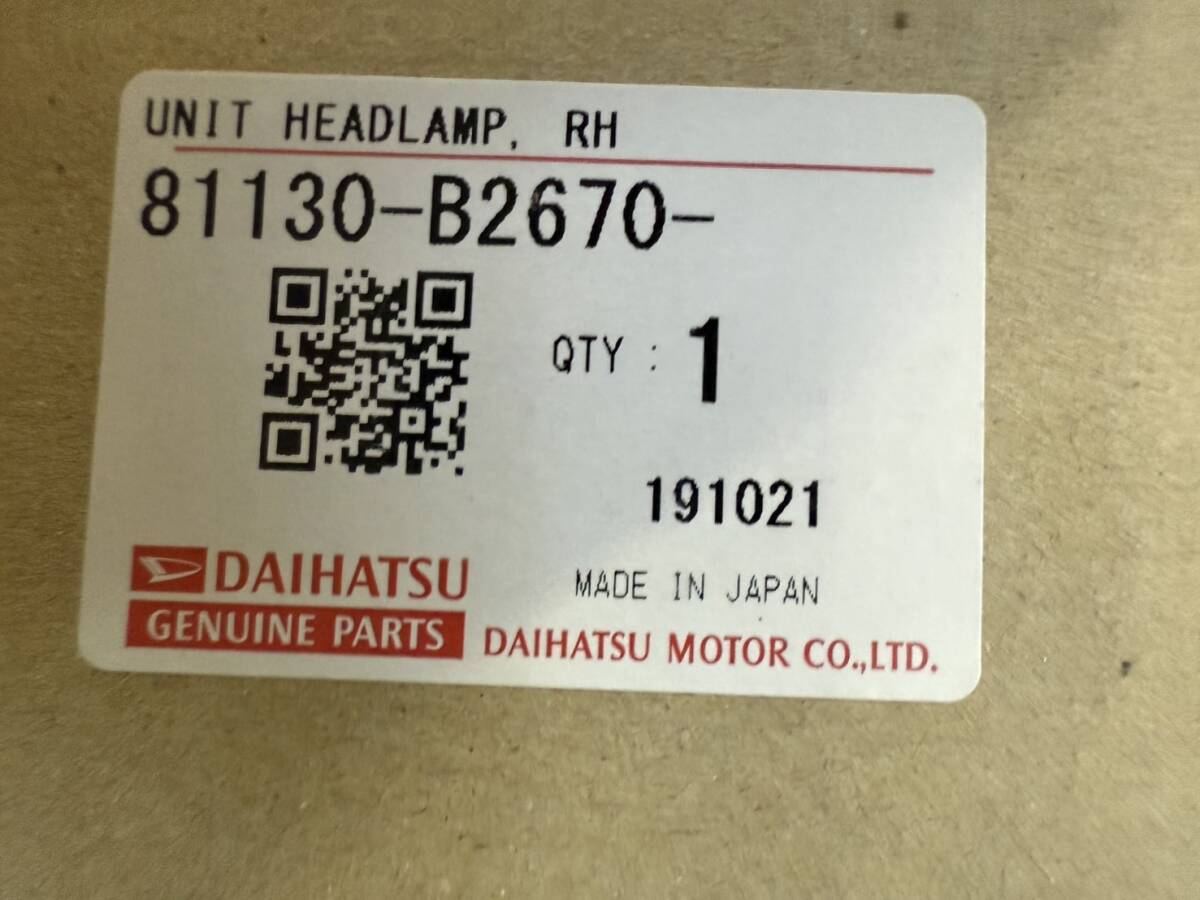 UNIT HEADLAMP, RH
81130-B2670-
QTY : 1
191021
DAIHATSU
MADE IN JAPAN
GENUINE PARTS
DAIHATSU MOTOR CO.,LTD.